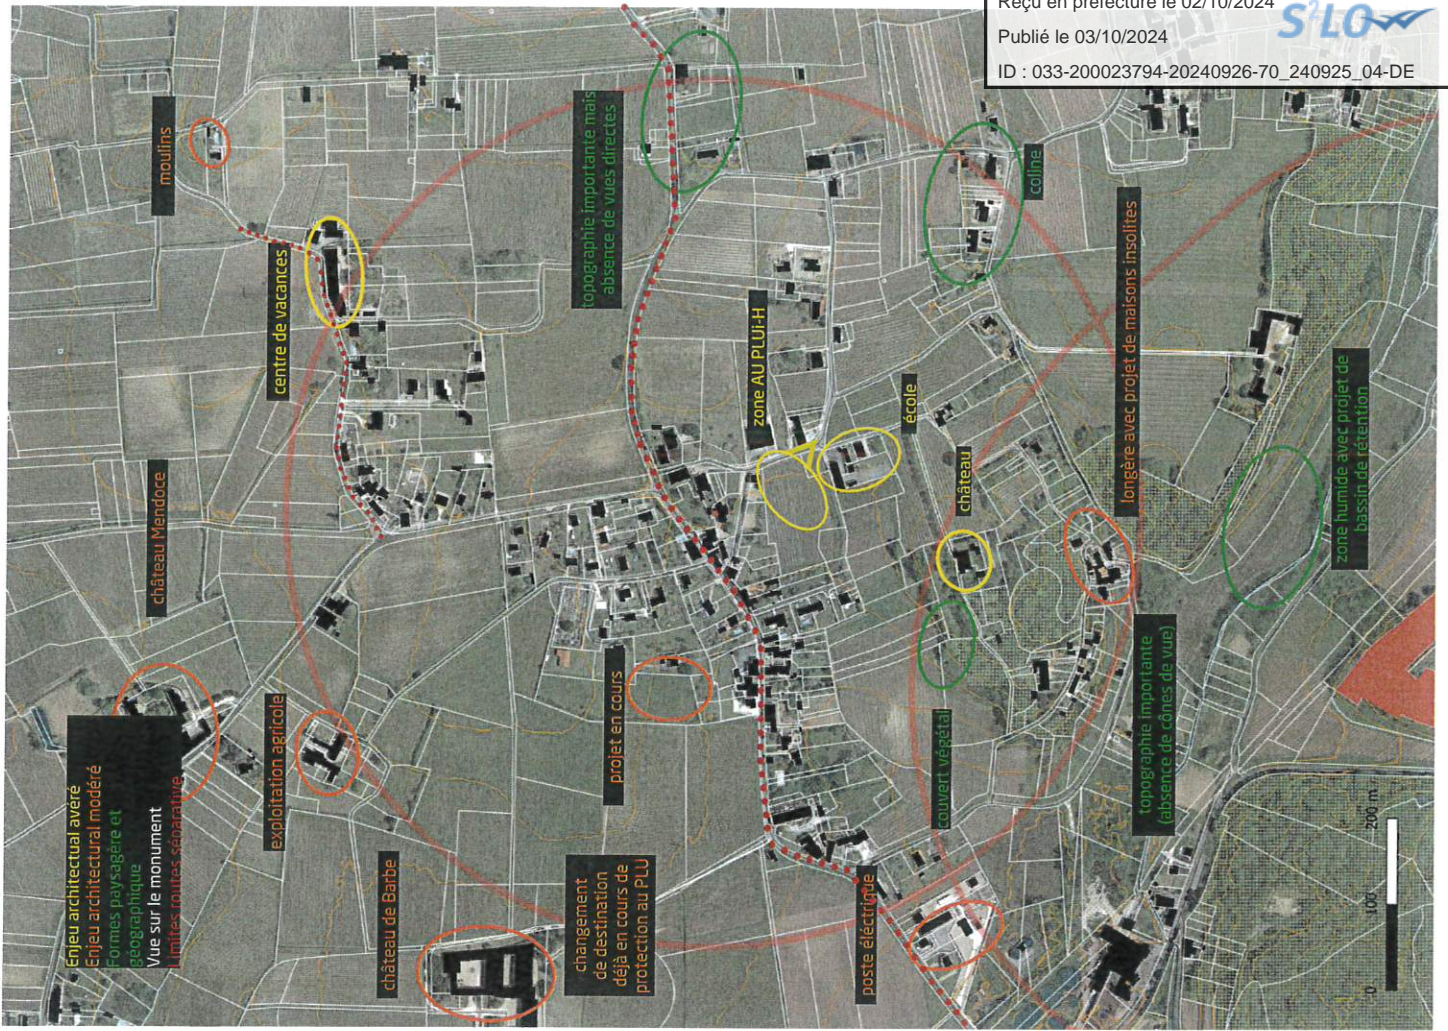 Reçu en préfecture le 02/10/2024
Publié le 03/10/2024
S²LO
ID : 033-200023794-20240926-70_240925_04-DE
Enjeu architectual avéré
Enjeu architectural modéré
Formes paysagère et
géographique
Vue sur le monument
Limites routes séparative
château Mendoce
moulins
centre de vacances
exploitation agricole
château de Barbe
changement
de destination
déjà en cours de
protection au PLU
projet en cours
topographie importante mais
absence de vues directes
zone AU PLUi-H
école
château
coline
longère avec projet de maisons insolites
couvert végétal
poste éléctrique
topographie importante
(absence de cônes de vue)
zone humide avec projet de
bassin de rétention
0 100 200 m